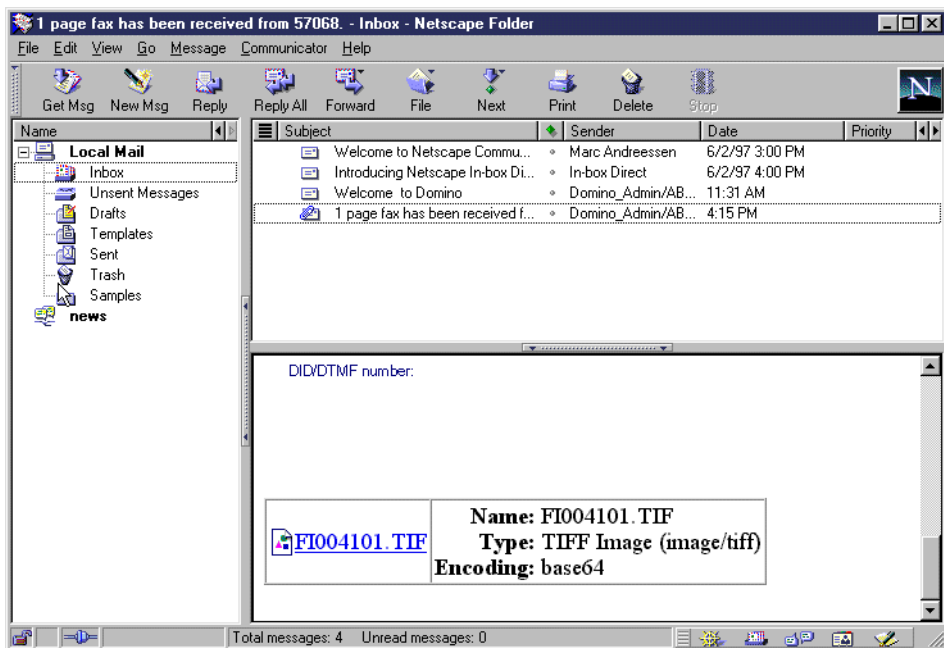 1 page fax has been received from 57068. - Inbox - Netscape Folder
File Edit View Go Message Communicator Help
Get Msg New Msg Reply Reply All Forward File Next Print Delete Stop
N
Name
Local Mail
Inbox
Unsent Messages
Drafts
Templates
Sent
Trash
Samples
news
Subject Sender Date Priority
Welcome to Netscape Commu... Marc Andreessen 6/2/97 3:00 PM
Introducing Netscape In-box Di... In-box Direct 6/2/97 4:00 PM
Welcome to Domino Domino_Admin/AB... 11:31 AM
1 page fax has been received f... Domino_Admin/AB... 4:15 PM
DID/DTMF number:
FI004101.TIF
Name: FI004101.TIF
Type: TIFF Image (image/tiff)
Encoding: base64
Total messages: 4 Unread messages: 0